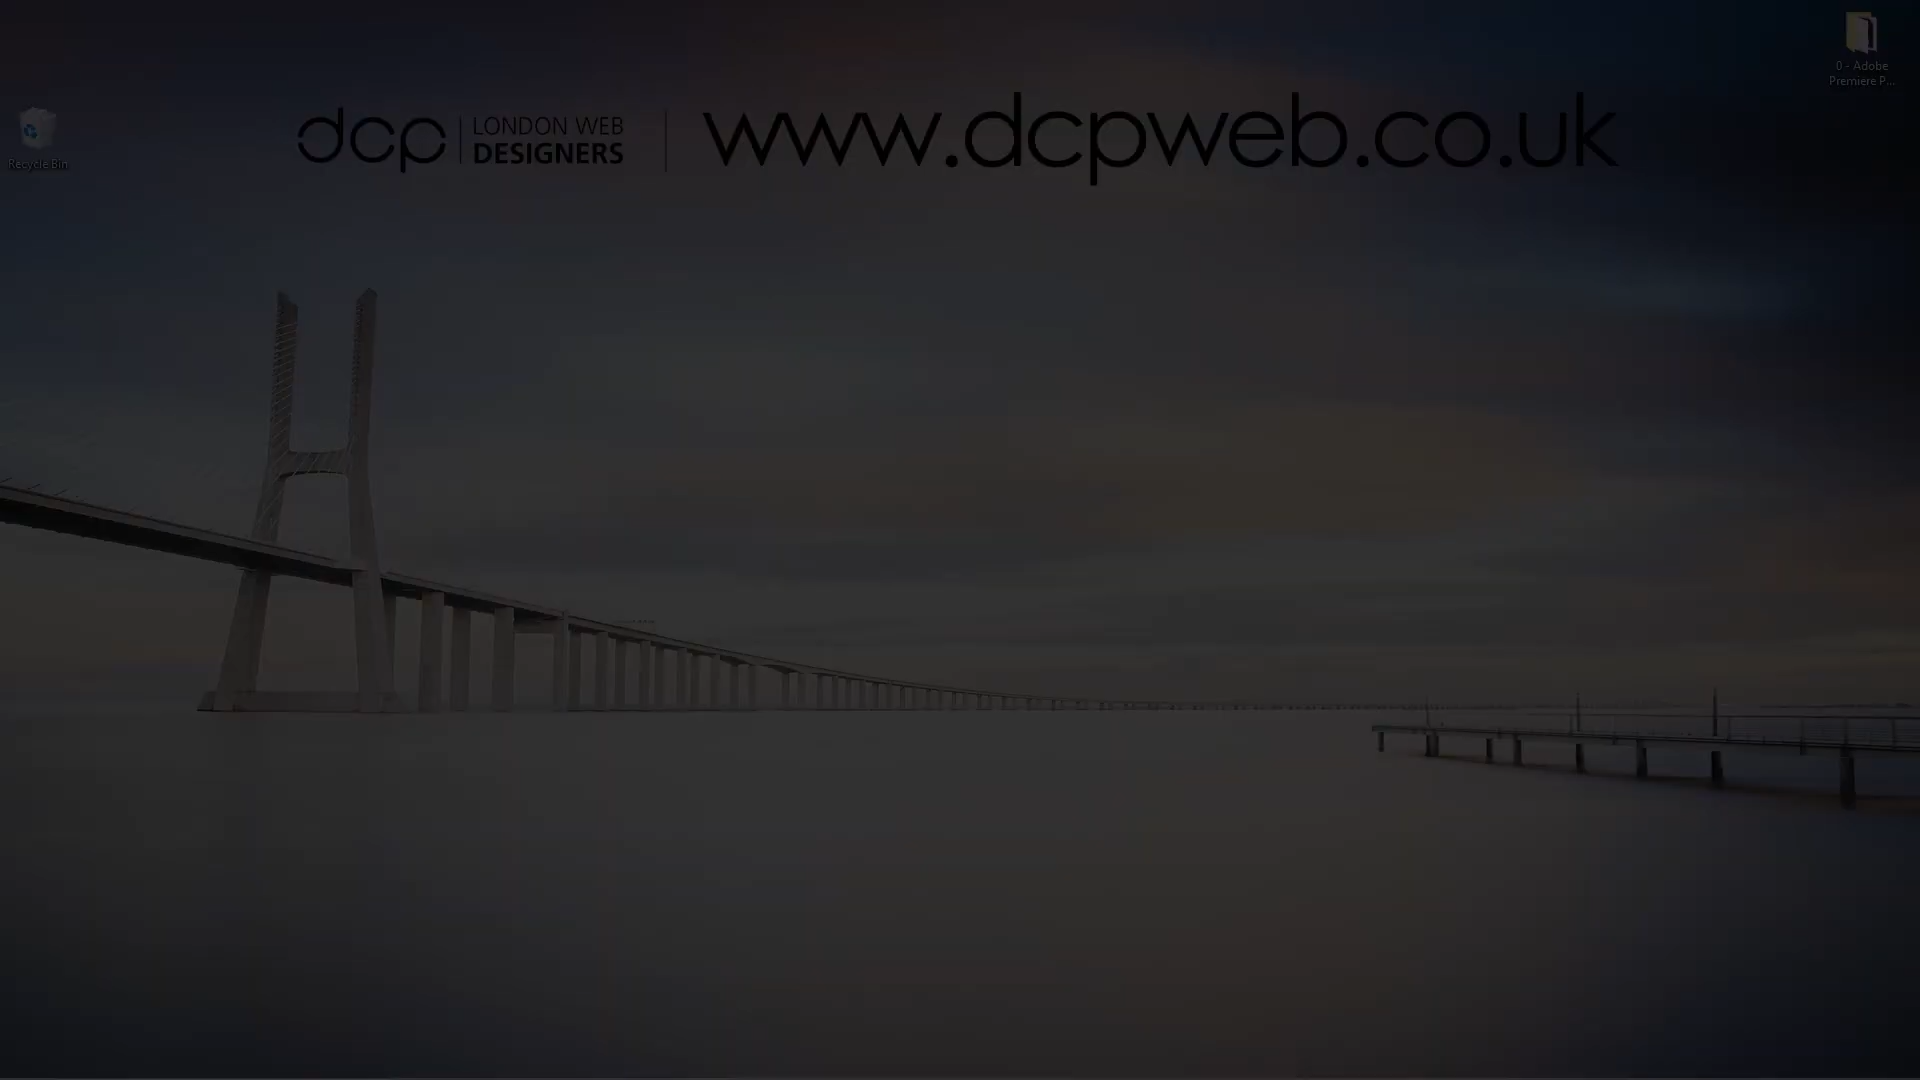 0 - Adobe
Premiere P...
dcp LONDON WEB DESIGNERS www.dcpweb.co.uk
Recycle Bin